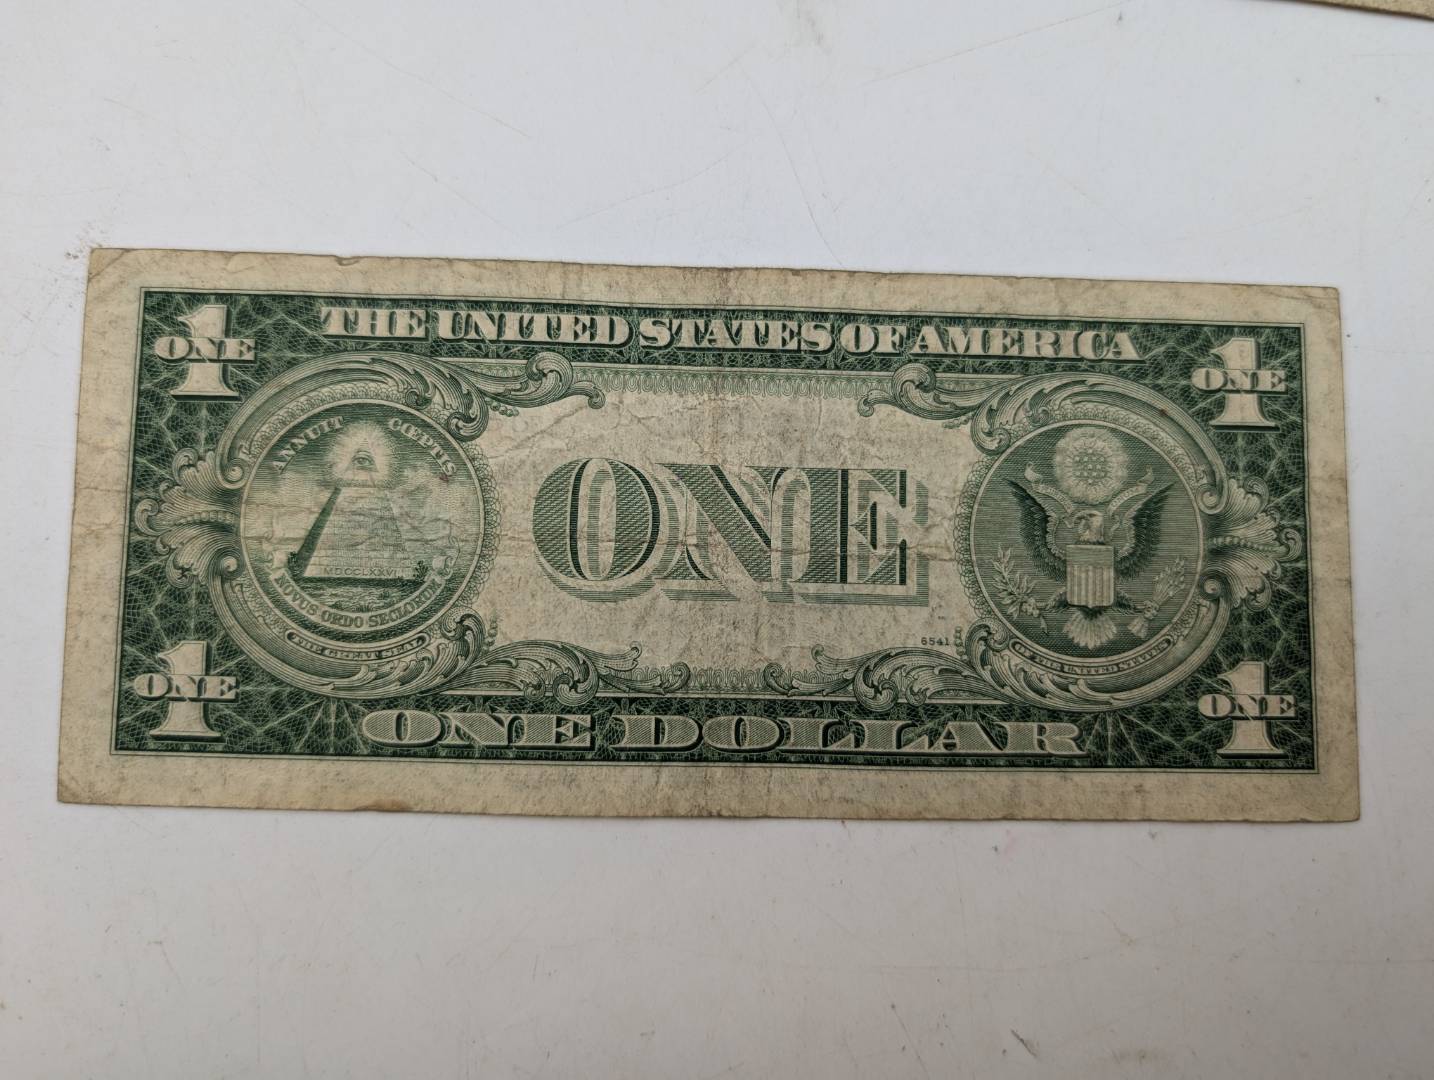 THE UNITED STATES OF AMERICA
1
ONE
1
ONE
ANNUIT CŒPTIS
MDCCLXXVI
NOVUS ORDO SECLORUM
THE GREAT SEAL
ONE
6541
OF THE UNITED STATES
1
ONE
1
ONE
ONE DOLLAR